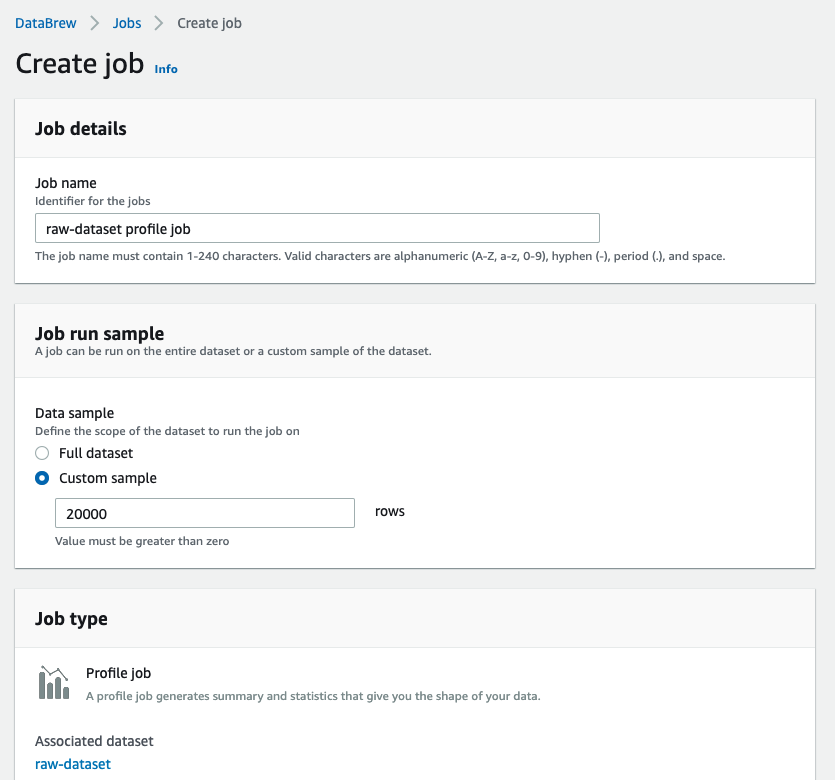 DataBrew > Jobs > Create job
Create job Info
Job details
Job name
Identifier for the jobs
raw-dataset profile job
The job name must contain 1-240 characters. Valid characters are alphanumeric (A-Z, a-z, 0-9), hyphen (-), period (.), and space.
Job run sample
A job can be run on the entire dataset or a custom sample of the dataset.
Data sample
Define the scope of the dataset to run the job on
Full dataset
Custom sample
20000 rows
Value must be greater than zero
Job type
Profile job
A profile job generates summary and statistics that give you the shape of your data.
Associated dataset
raw-dataset